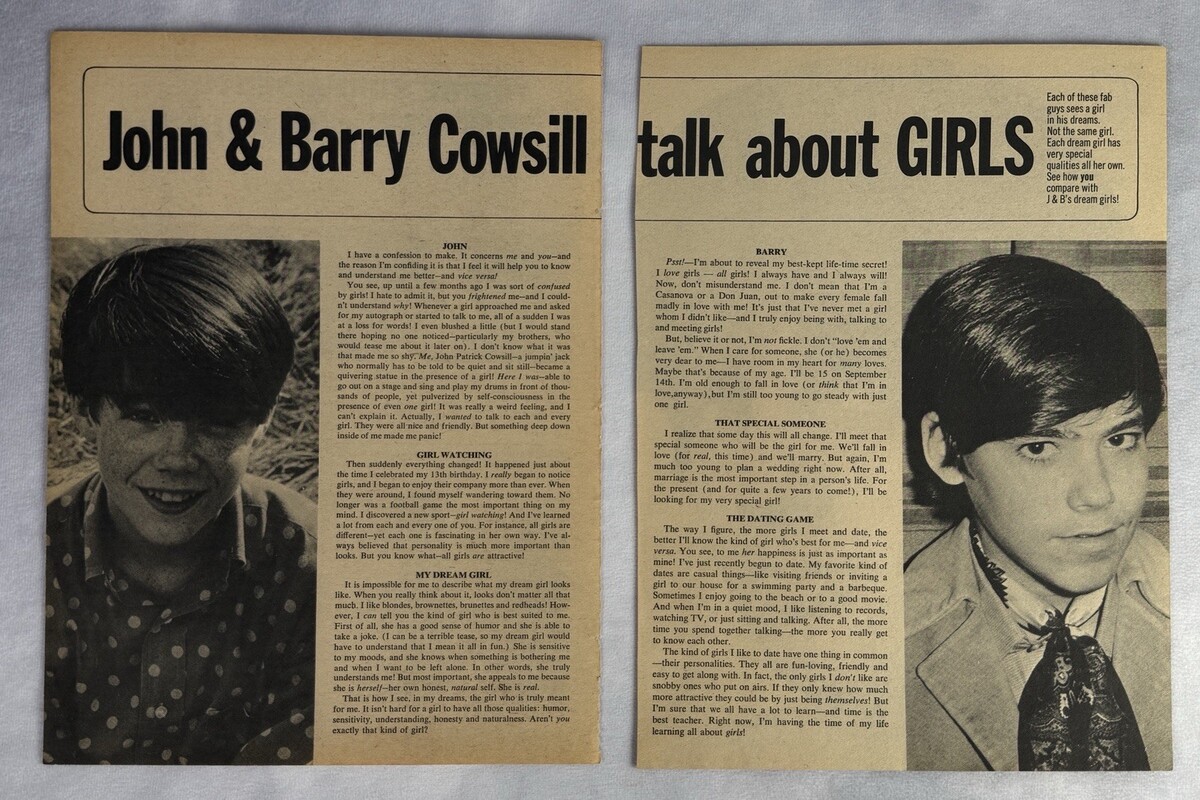 John & Barry Cowsill
talk about GIRLS
Each of these fab
guys sees a girl
in his dreams.
Not the same girl.
Each dream girl has
very special
qualities all her own.
See how you
compare with
J & B's dream girls!
JOHN
I have a confession to make. It concerns me and you—and
the reason I'm confiding it is that I feel it will help you to know
and understand me better—and vice versa!
You see, up until a few months ago I was sort of confused
by girls! I hate to admit it, but you frightened me—and I could-
n't understand why! Whenever a girl approached me and asked
for my autograph or started to talk to me, all of a sudden I was
at a loss for words! I even blushed a little (but I would stand
there hoping no one noticed—particularly my brothers, who
would tease me about it later on). I don't know what it was
that made me so shy. Me, John Patrick Cowsill—a jumpin' jack
who normally has to be told to be quiet and sit still—became a
quivering statue in the presence of a girl! Here I was—able to
go out on a stage and sing and play my drums in front of thou-
sands of people, yet pulverized by self-consciousness in the
presence of even one girl! It was really a weird feeling, and I
can't explain it. Actually, I wanted to talk to each and every
girl. They were all nice and friendly. But something deep down
inside of me made me panic!
GIRL WATCHING
Then suddenly everything changed! It happened just about
the time I celebrated my 13th birthday. I really began to notice
girls, and I began to enjoy their company more than ever. When
they were around, I found myself wandering toward them. No
longer was a football game the most important thing on my
mind. I discovered a new sport—girl watching! And I've learned
a lot from each and every one of you. For instance, all girls are
different—yet each one is fascinating in her own way. I've al-
ways believed that personality is much more important than
looks. But you know what—all girls are attractive!
MY DREAM GIRL
It is impossible for me to describe what my dream girl looks
like. When you really think about it, looks don't matter all that
much. I like blondes, brownettes, brunettes and redheads! How-
ever, I can tell you the kind of girl who is best suited to me.
First of all, she has a good sense of humor and she is able to
take a joke. (I can be a terrible tease, so my dream girl would
have to understand that I mean it all in fun.) She is sensitive
to my moods, and she knows when something is bothering me
and when I want to be left alone. In other words, she truly
understands me! But most important, she appeals to me because
she is herself—her own honest, natural self. She is real.
That is how I see, in my dreams, the girl who is truly meant
for me. It isn't hard for a girl to have all those qualities: humor,
sensitivity, understanding, honesty and naturalness. Aren't you
exactly that kind of girl?
BARRY
Psst!—I'm about to reveal my best-kept life-time secret!
I love girls — all girls! I always have and I always will!
Now, don't misunderstand me. I don't mean that I'm a
Casanova or a Don Juan, out to make every female fall
madly in love with me! It's just that I've never met a girl
whom I didn't like—and I truly enjoy being with, talking to
and meeting girls!
But, believe it or not, I'm not fickle. I don't "love 'em and
leave 'em." When I care for someone, she (or he) becomes
very dear to me—I have room in my heart for many loves.
Maybe that's because of my age. I'll be 15 on September
14th. I'm old enough to fall in love (or think that I'm in
love,anyway), but I'm still too young to go steady with just
one girl.
THAT SPECIAL SOMEONE
I realize that some day this will all change. I'll meet that
special someone who will be the girl for me. We'll fall in
love (for real, this time) and we'll marry. But again, I'm
much too young to plan a wedding right now. After all,
marriage is the most important step in a person's life. For
the present (and for quite a few years to come!), I'll be
looking for my very special girl!
THE DATING GAME
The way I figure, the more girls I meet and date, the
better I'll know the kind of girl who's best for me—and vice
versa. You see, to me her happiness is just as important as
mine! I've just recently begun to date. My favorite kind of
dates are casual things—like visiting friends or inviting a
girl to our house for a swimming party and a barbeque.
Sometimes I enjoy going to the beach or to a good movie.
And when I'm in a quiet mood, I like listening to records,
watching TV, or just sitting and talking. After all, the more
time you spend together talking—the more you really get
to know each other.
The kind of girls I like to date have one thing in common
—their personalities. They all are fun-loving, friendly and
easy to get along with. In fact, the only girls I don't like are
snobby ones who put on airs. If they only knew how much
more attractive they could be by just being themselves! But
I'm sure that we all have a lot to learn—and time is the
best teacher. Right now, I'm having the time of my life
learning all about girls!